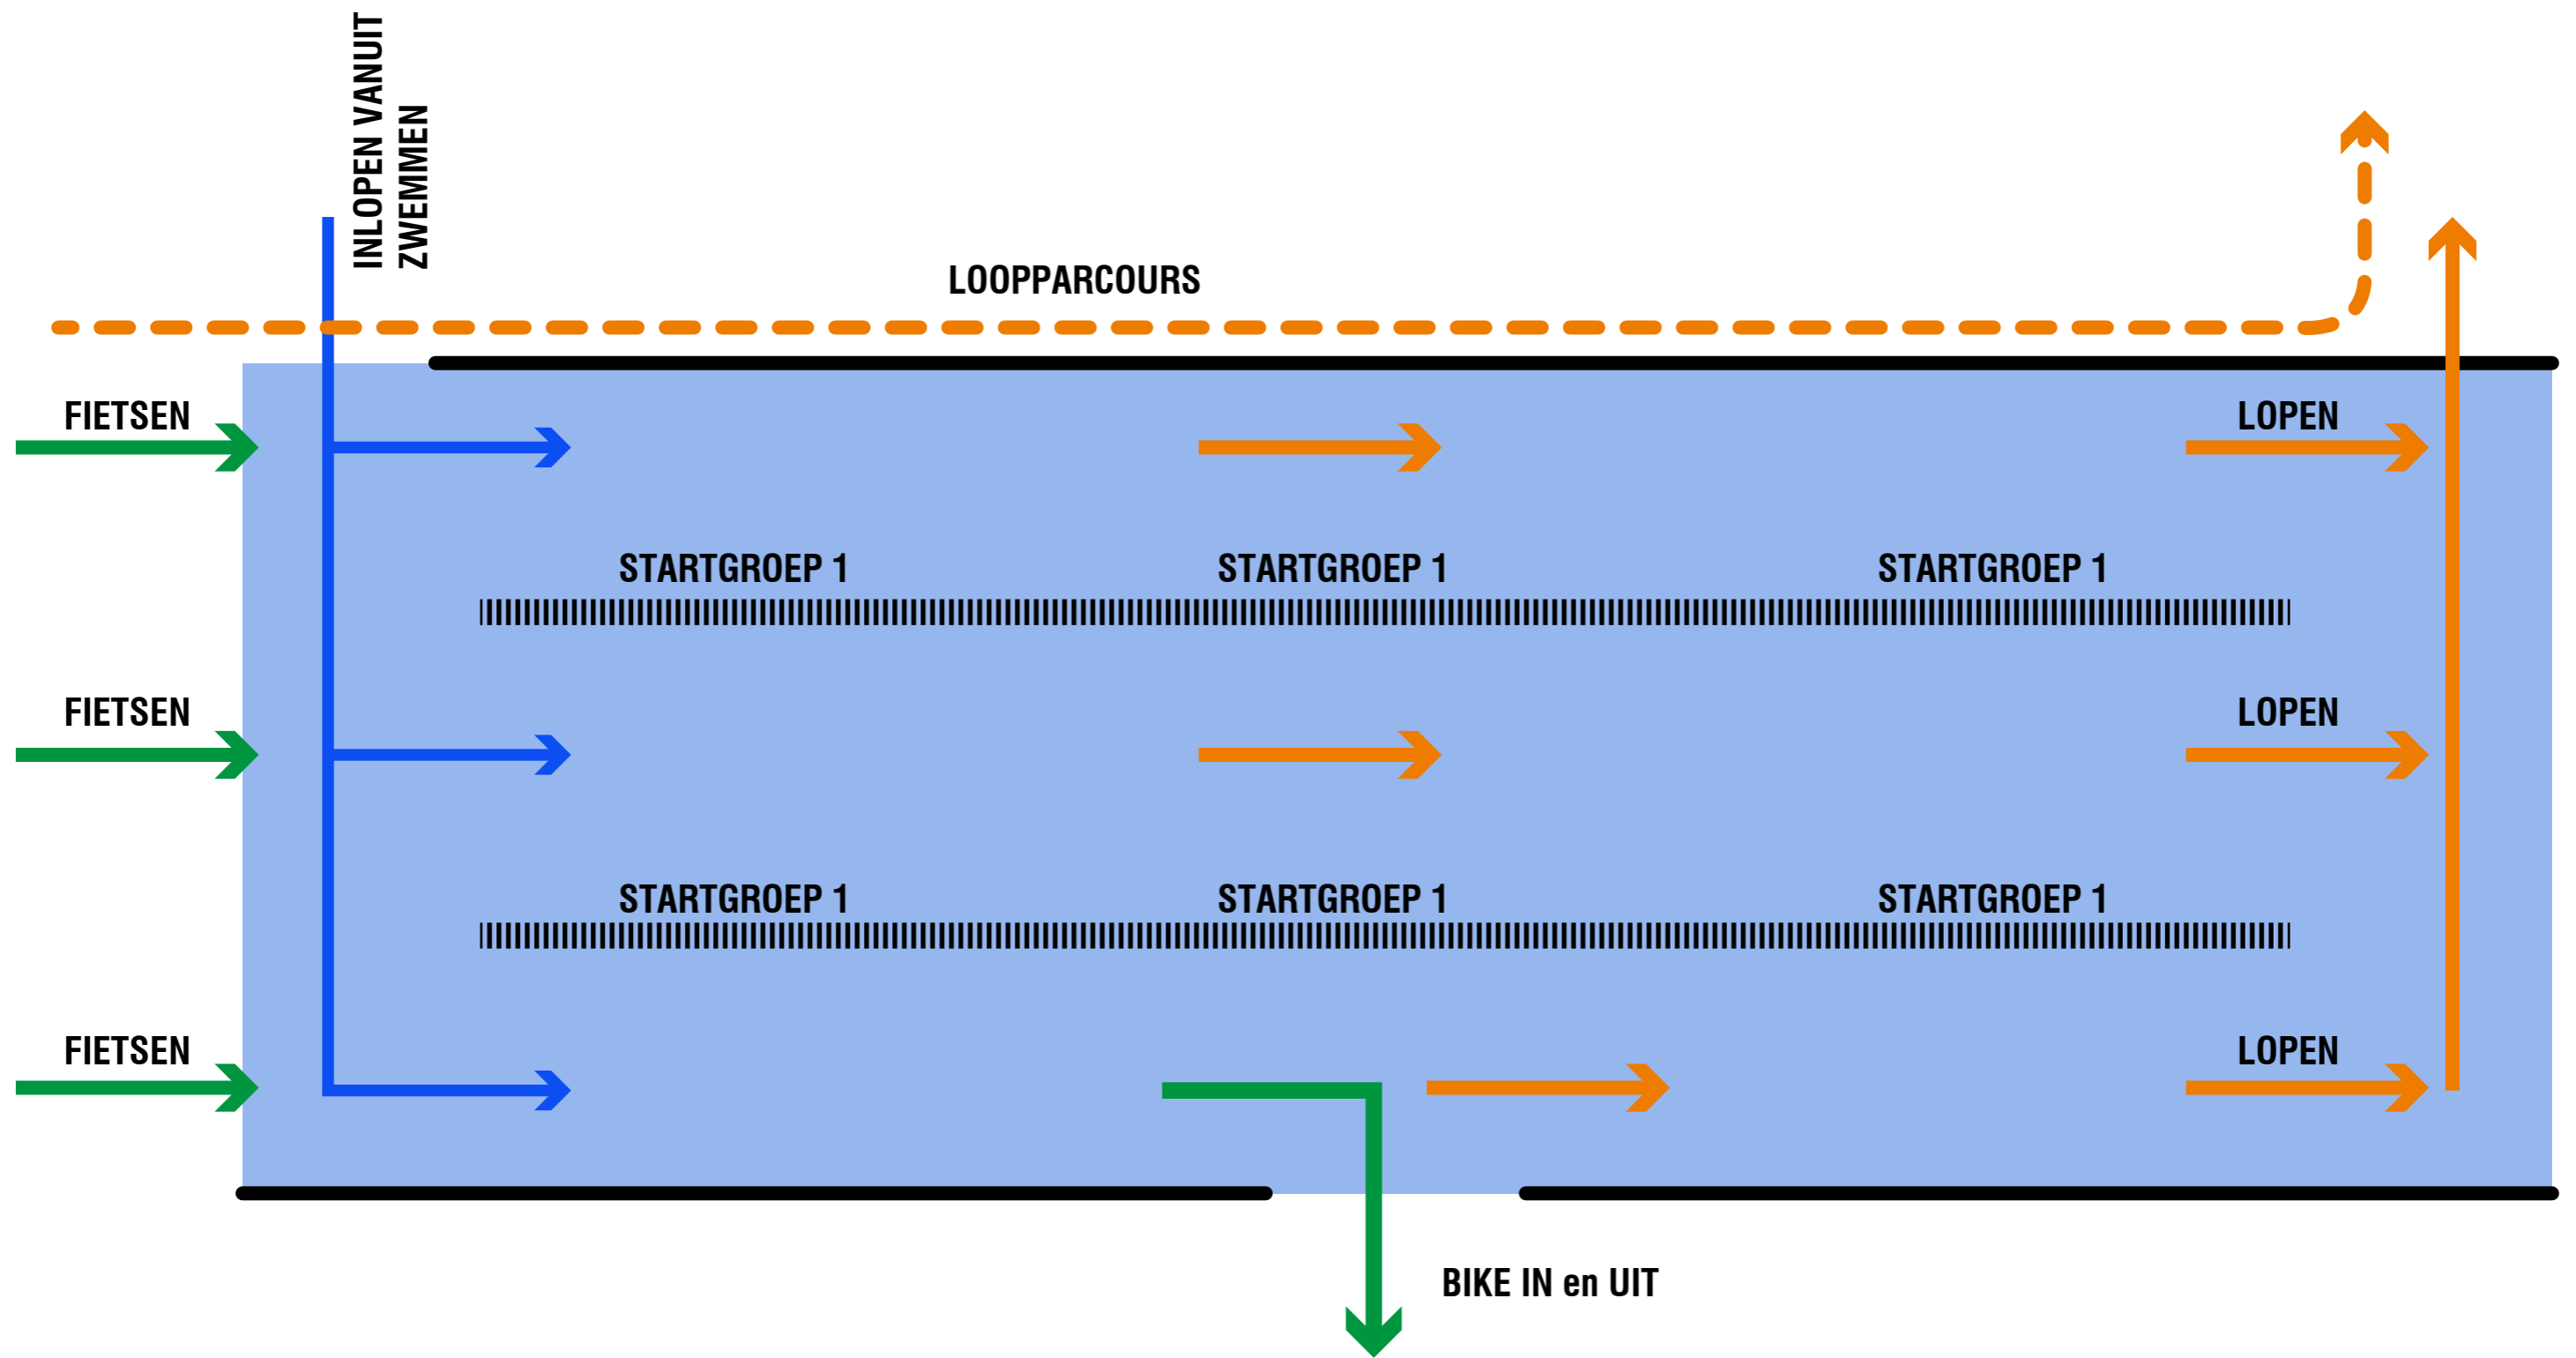 INLOPEN VANUIT
ZWEMMEN
LOOPPARCOURS
FIETSEN
LOPEN
STARTGROEP 1
STARTGROEP 1
STARTGROEP 1
FIETSEN
LOPEN
STARTGROEP 1
STARTGROEP 1
STARTGROEP 1
FIETSEN
LOPEN
BIKE IN en UIT